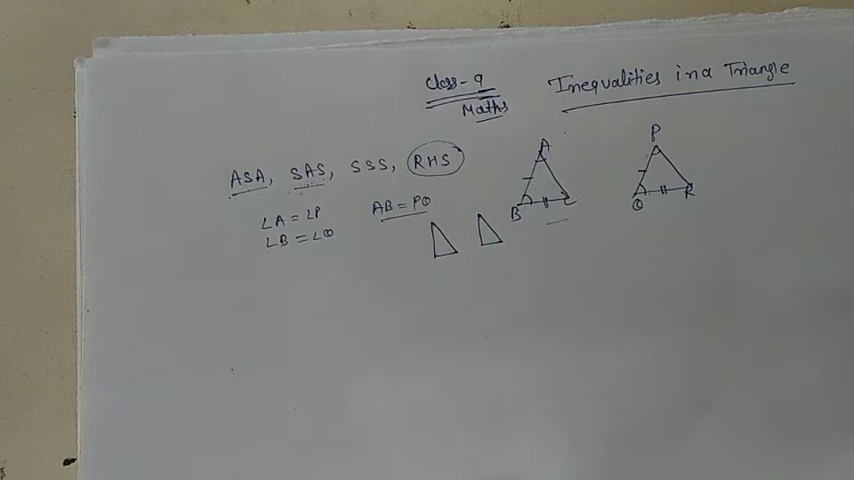 Class - 9
Maths
Inequalities in a Triangle
ASA, SAS, SSS, RHS
∠A = ∠P
∠B = ∠Q
AB = PQ
A
B C
P
Q R